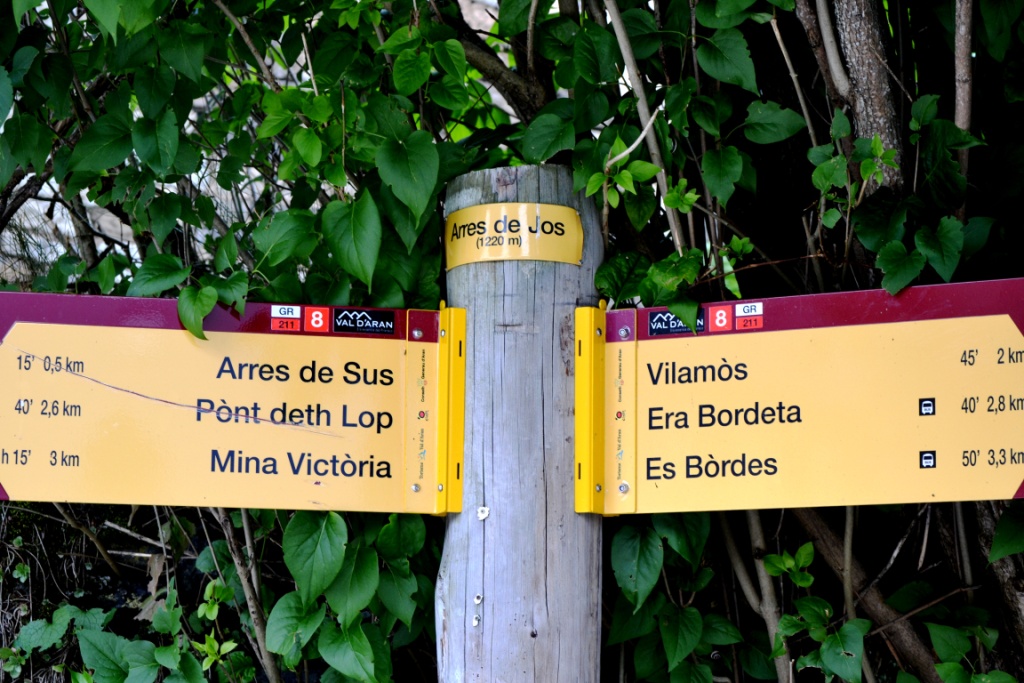 Arres de Jos
(1220 m)
GR
211
8
VAL D'ARAN
15' 0,5 km Arres de Sus
40' 2,6 km Pònt deth Lop
h 15' 3 km Mina Victòria
VAL D'ARAN
8
GR
211
Vilamòs 45' 2 km
Era Bordeta 40' 2,8 km
Es Bòrdes 50' 3,3 km